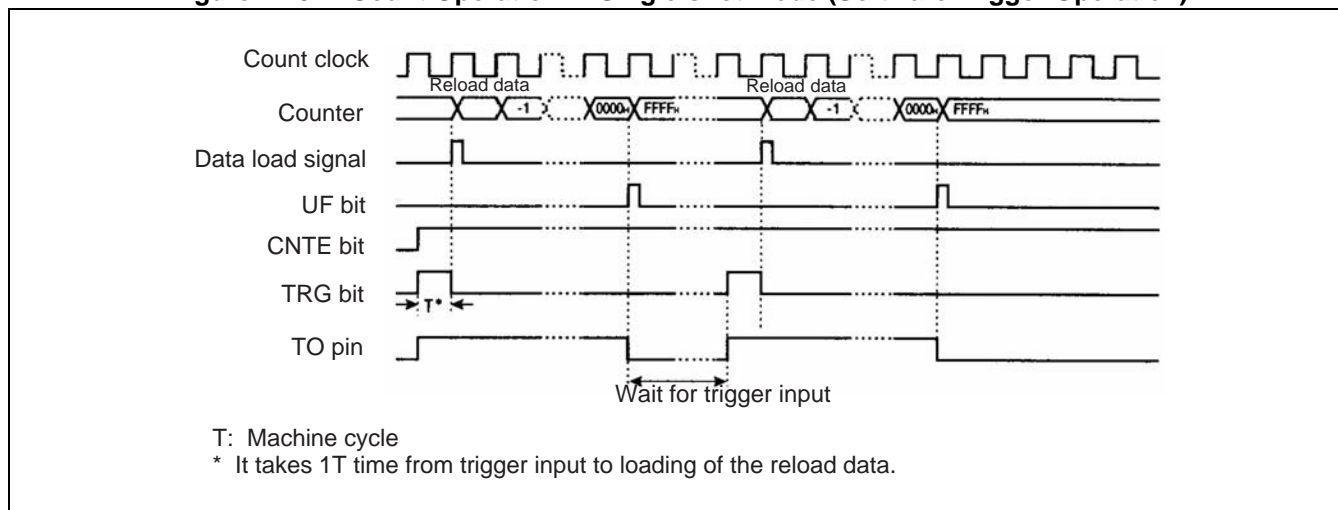 Count clock
Reload data Reload data
Counter -1 0000H FFFFH -1 0000H FFFFH
Data load signal
UF bit
CNTE bit
TRG bit
T*
TO pin
Wait for trigger input
T: Machine cycle
* It takes 1T time from trigger input to loading of the reload data.